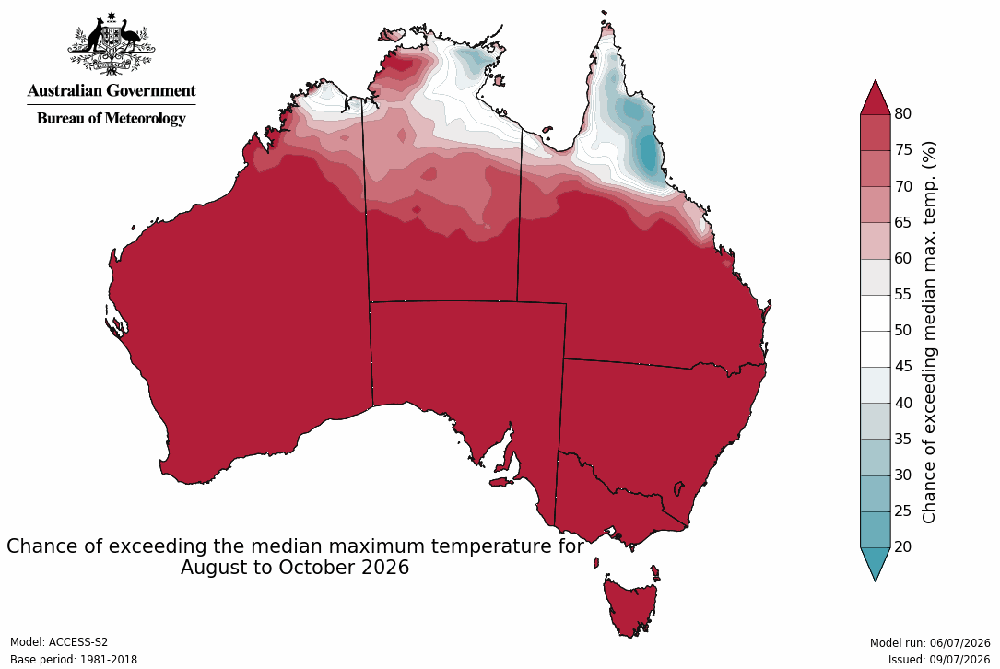 AUSTRALIA
Australian Government
Bureau of Meteorology
80
75
70
65
60
55
50
45
40
35
30
25
20
Chance of exceeding median max. temp. (%)
Chance of exceeding the median maximum temperature for
August to October 2026
Model: ACCESS-S2
Base period: 1981-2018
Model run: 06/07/2026
Issued: 09/07/2026